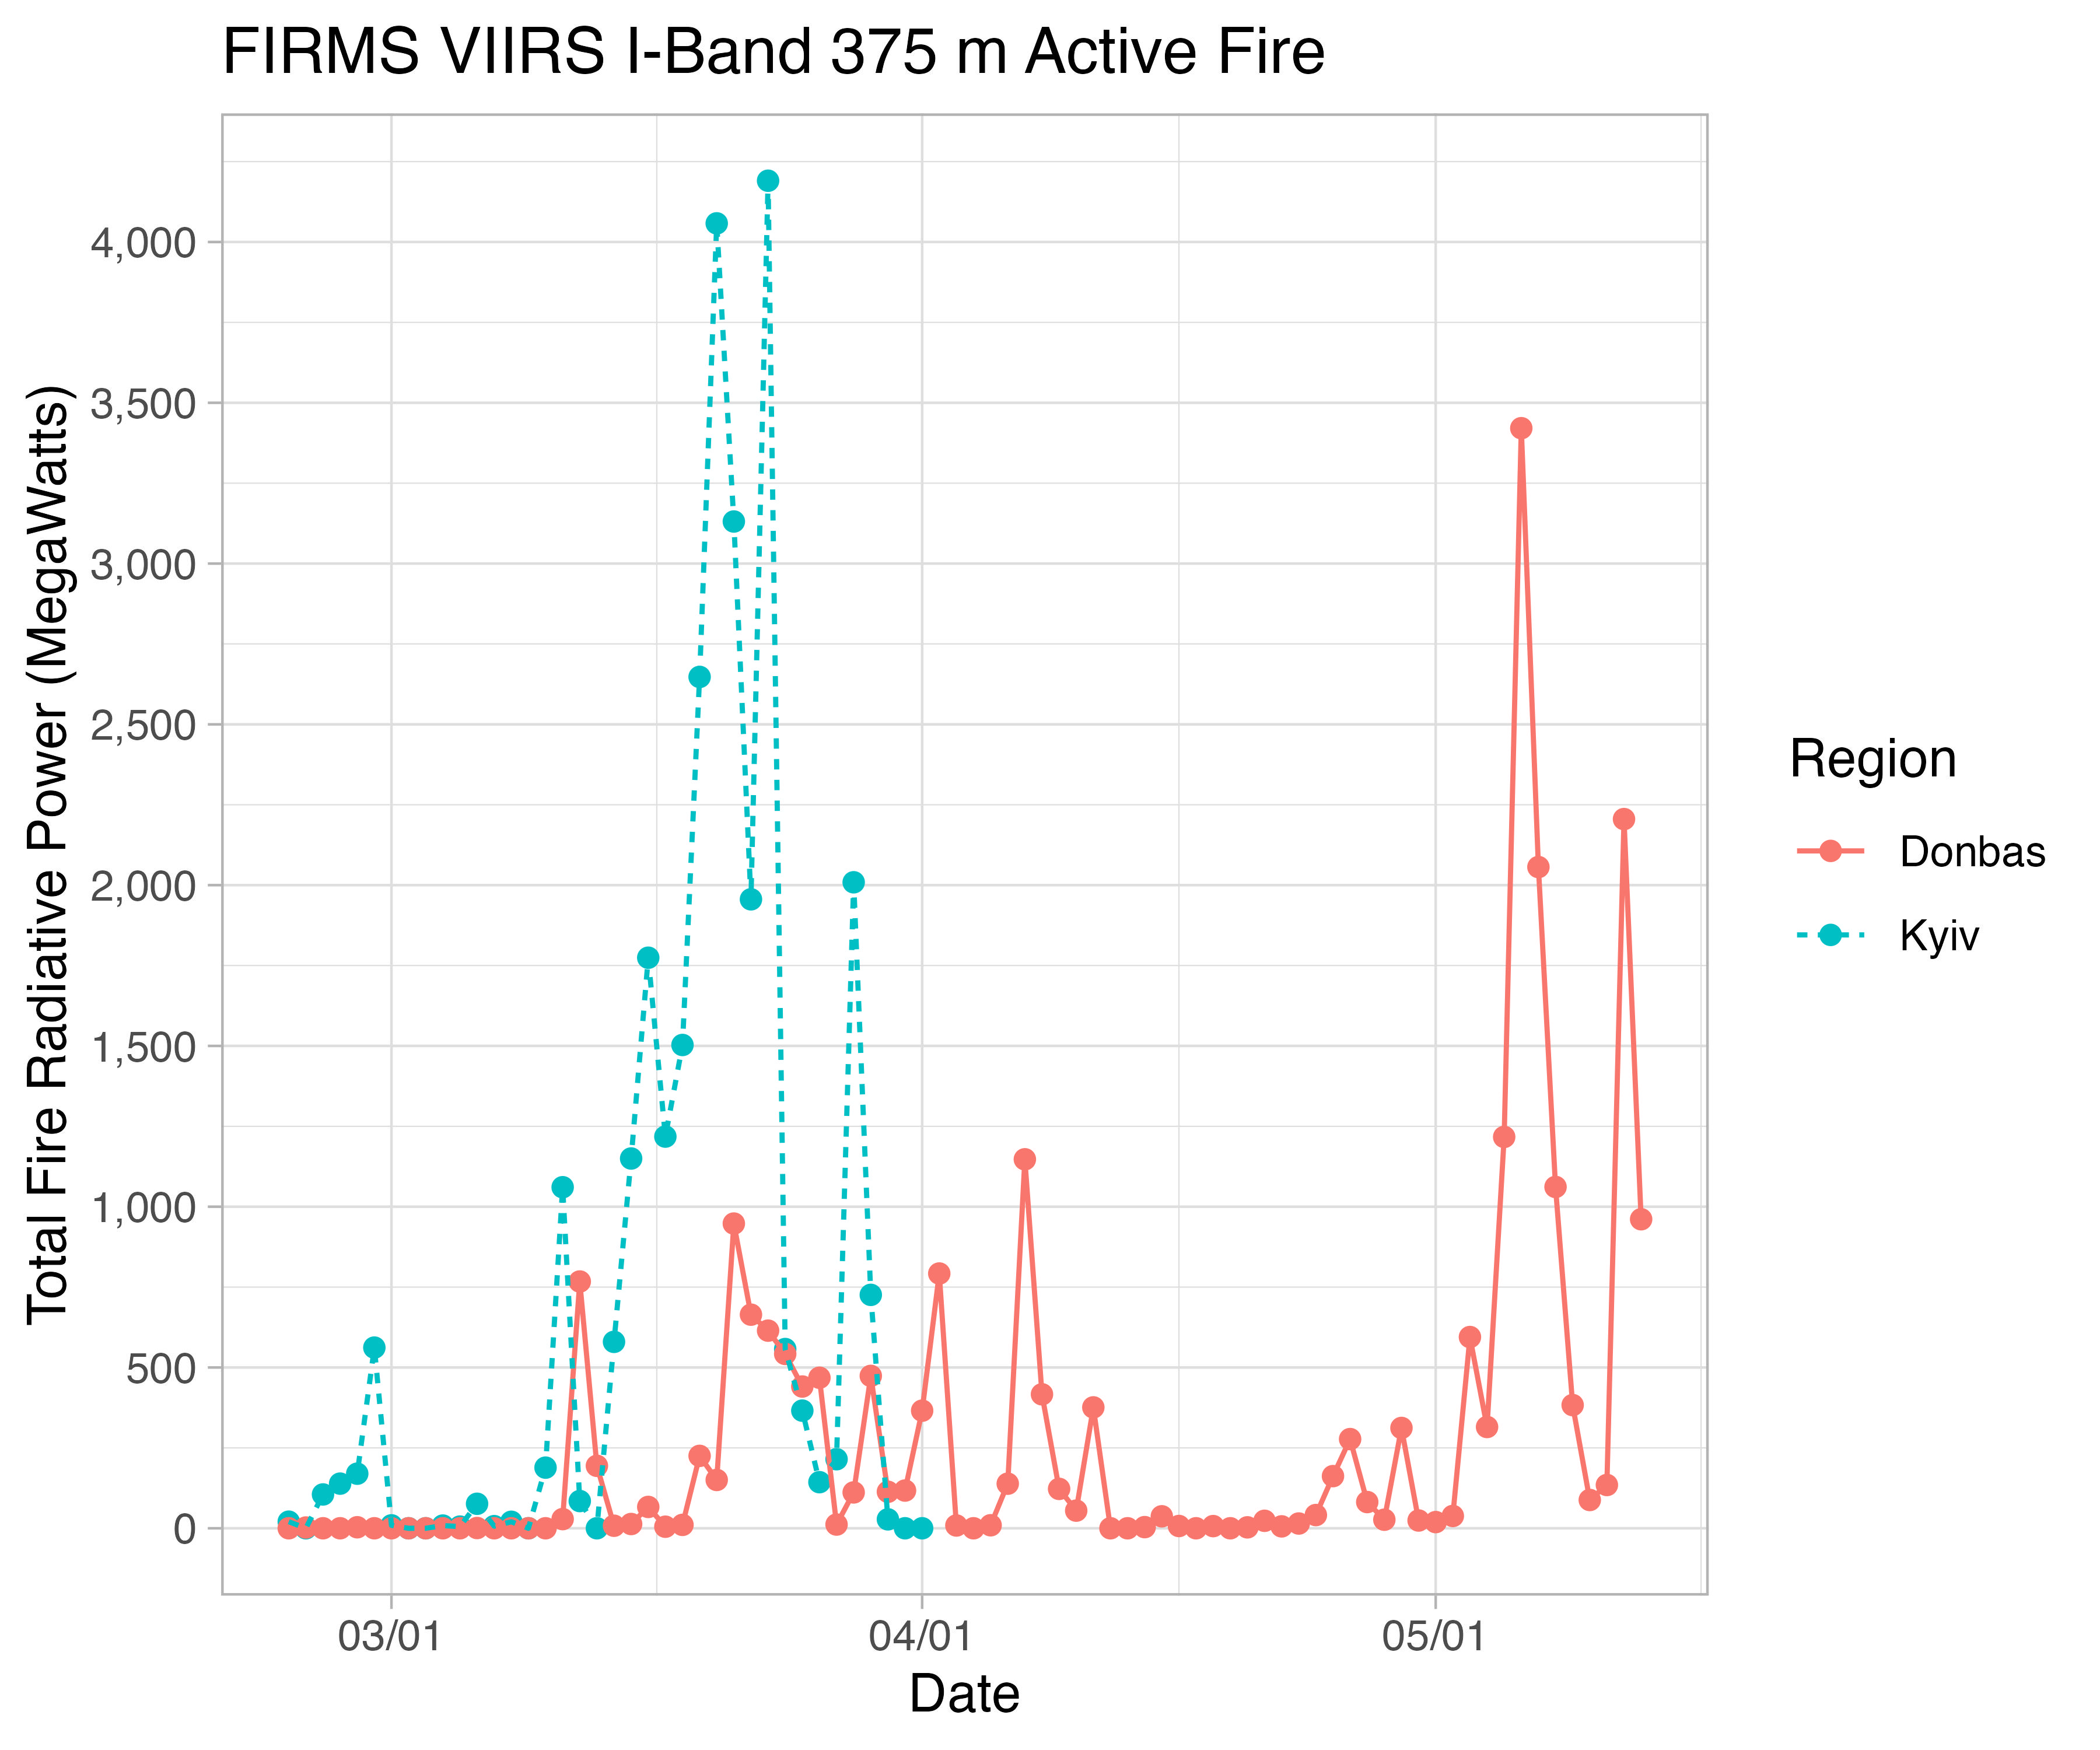 FIRMS VIIRS I-Band 375 m Active Fire
Total Fire Radiative Power (MegaWatts)
4,000
3,500
3,000
2,500
2,000
1,500
1,000
500
0
03/01
04/01
05/01
Date
Region
Donbas
Kyiv